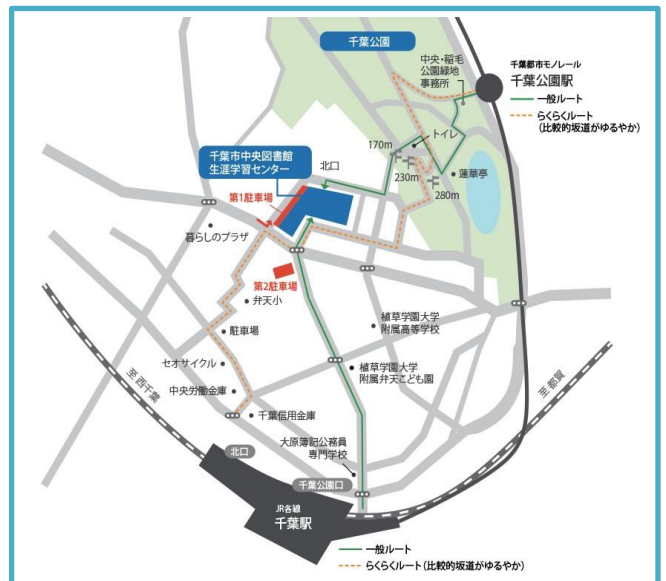 千葉公園
中央・稲毛
公園緑地
事務所
千葉都市モノレール
千葉公園駅
一般ルート
らくらくルート
(比較的坂道がゆるやか)
トイレ
170m
230m
280m
蓮華亭
北口
千葉市中央図書館
生涯学習センター
第1駐車場
暮らしのプラザ
第2駐車場
弁天小
駐車場
植草学園大学
附属高等学校
セオサイクル
植草学園大学
附属弁天こども園
中央労働金庫
至西千葉
至都賀
千葉信用金庫
大原簿記公務員
専門学校
北口
千葉公園口
JR各線
千葉駅
一般ルート
らくらくルート(比較的坂道がゆるやか)